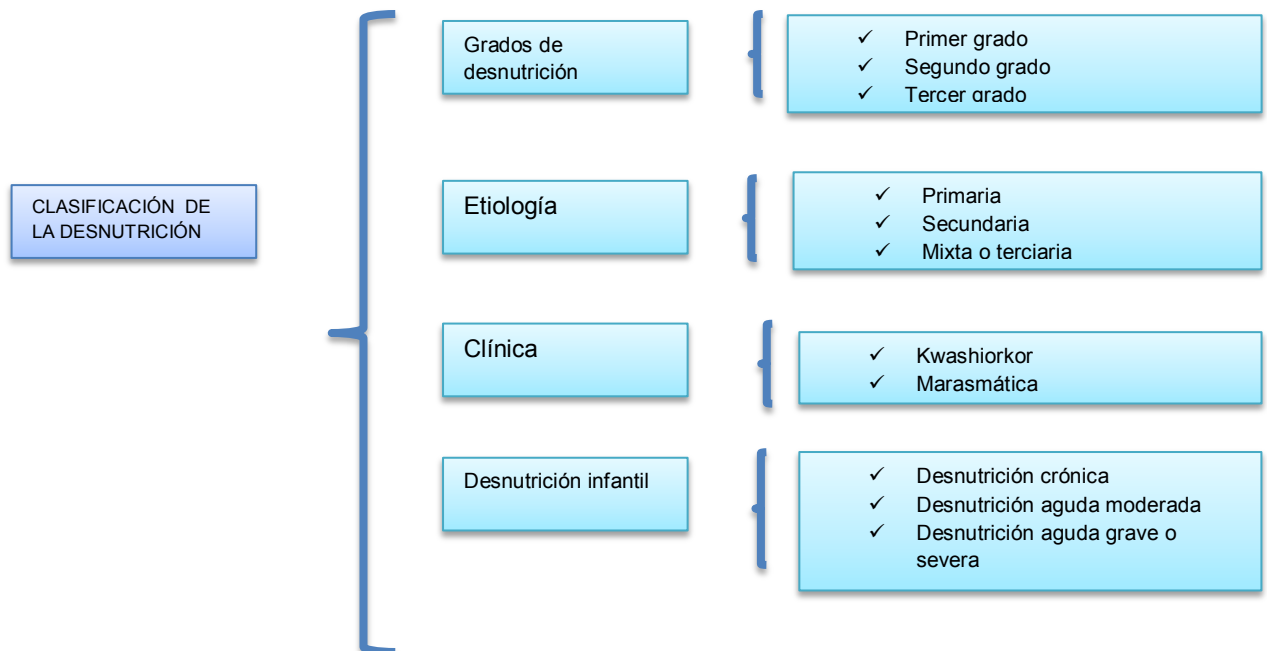 CLASIFICACIÓN DE
LA DESNUTRICIÓN
Grados de
desnutrición
✓ Primer grado
✓ Segundo grado
✓ Tercer grado
Etiología
✓ Primaria
✓ Secundaria
✓ Mixta o terciaria
Clínica
✓ Kwashiorkor
✓ Marasmática
Desnutrición infantil
✓ Desnutrición crónica
✓ Desnutrición aguda moderada
✓ Desnutrición aguda grave o
severa